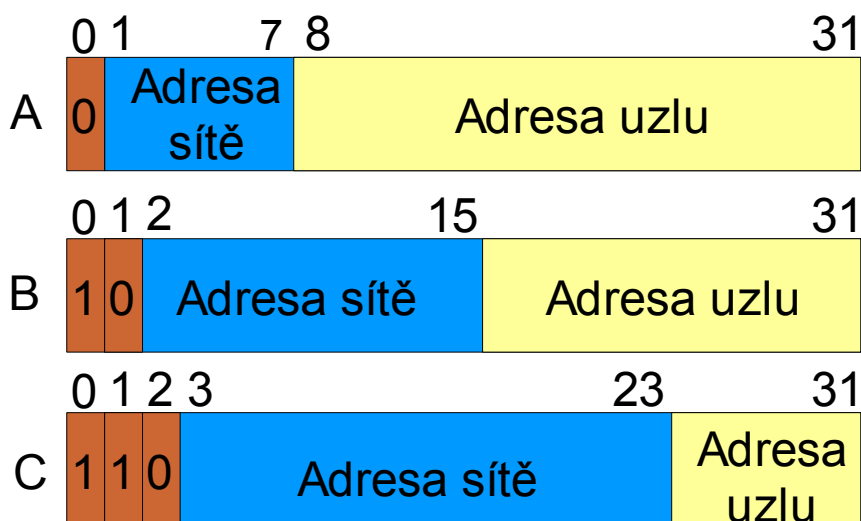 0 1 7 8 31
A 0 Adresa sítě Adresa uzlu
0 1 2 15 31
B 1 0 Adresa sítě Adresa uzlu
0 1 2 3 23 31
C 1 1 0 Adresa sítě Adresa uzlu